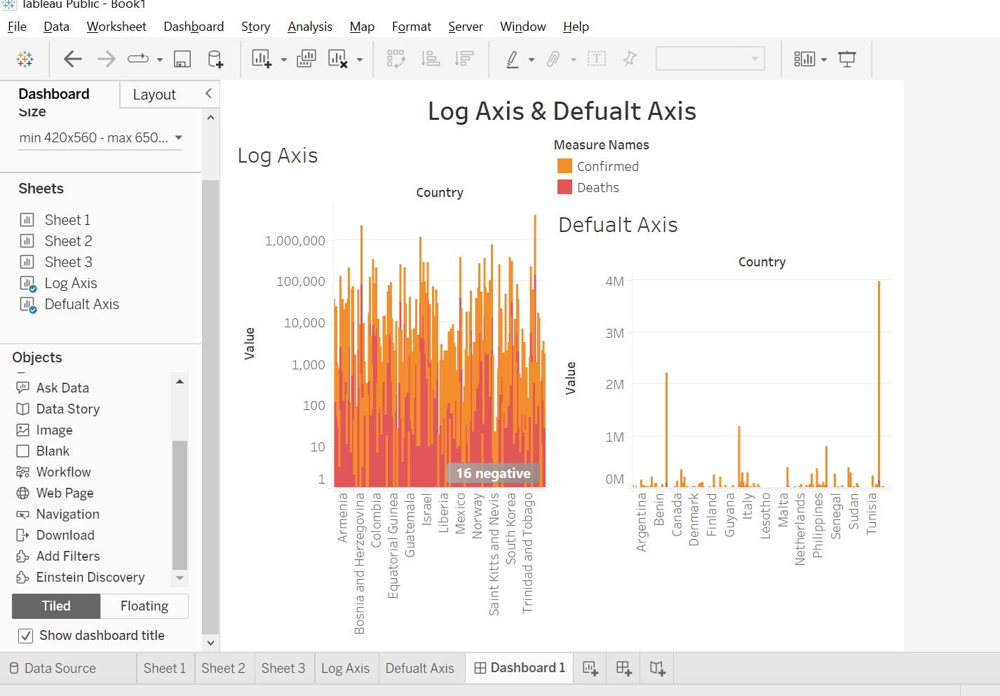 Tableau Public - Book1
File Data Worksheet Dashboard Story Analysis Map Format Server Window Help
T
Dashboard Layout
Size
min 420x560 - max 650...
Sheets
Sheet 1
Sheet 2
Sheet 3
Log Axis
Defualt Axis
Objects
Ask Data
Data Story
Image
Blank
Workflow
Web Page
Navigation
Download
Add Filters
Einstein Discovery
Tiled Floating
Show dashboard title
Log Axis & Defualt Axis
Log Axis
Country
Value
1,000,000
100,000
10,000
1,000
100
10
1
16 negative
Armenia
Bosnia and Herzegovina
Colombia
Equatorial Guinea
Guatemala
Israel
Liberia
Mexico
Norway
Saint Kitts and Nevis
South Korea
Trinidad and Tobago
Measure Names
Confirmed
Deaths
Defualt Axis
Country
Value
4M
3M
2M
1M
0M
Argentina
Benin
Canada
Denmark
Finland
Guyana
Italy
Lesotho
Malta
Netherlands
Philippines
Senegal
Sudan
Tunisia
Data Source Sheet 1 Sheet 2 Sheet 3 Log Axis Defualt Axis Dashboard 1